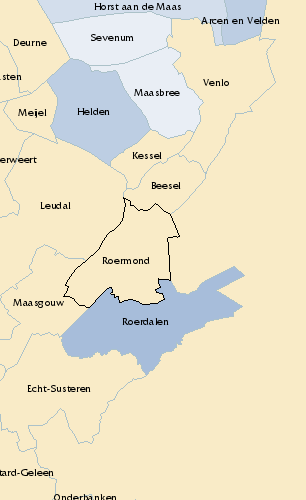 Horst aan de Maas
Arcen en Velden
Sevenum
Deurne
sten
Venlo
Maasbree
Helden
Meijel
Kessel
erweert
Beesel
Leudal
Roermond
Maasgouw
Roerdalen
Echt-Susteren
tard-Geleen
Onderbanken